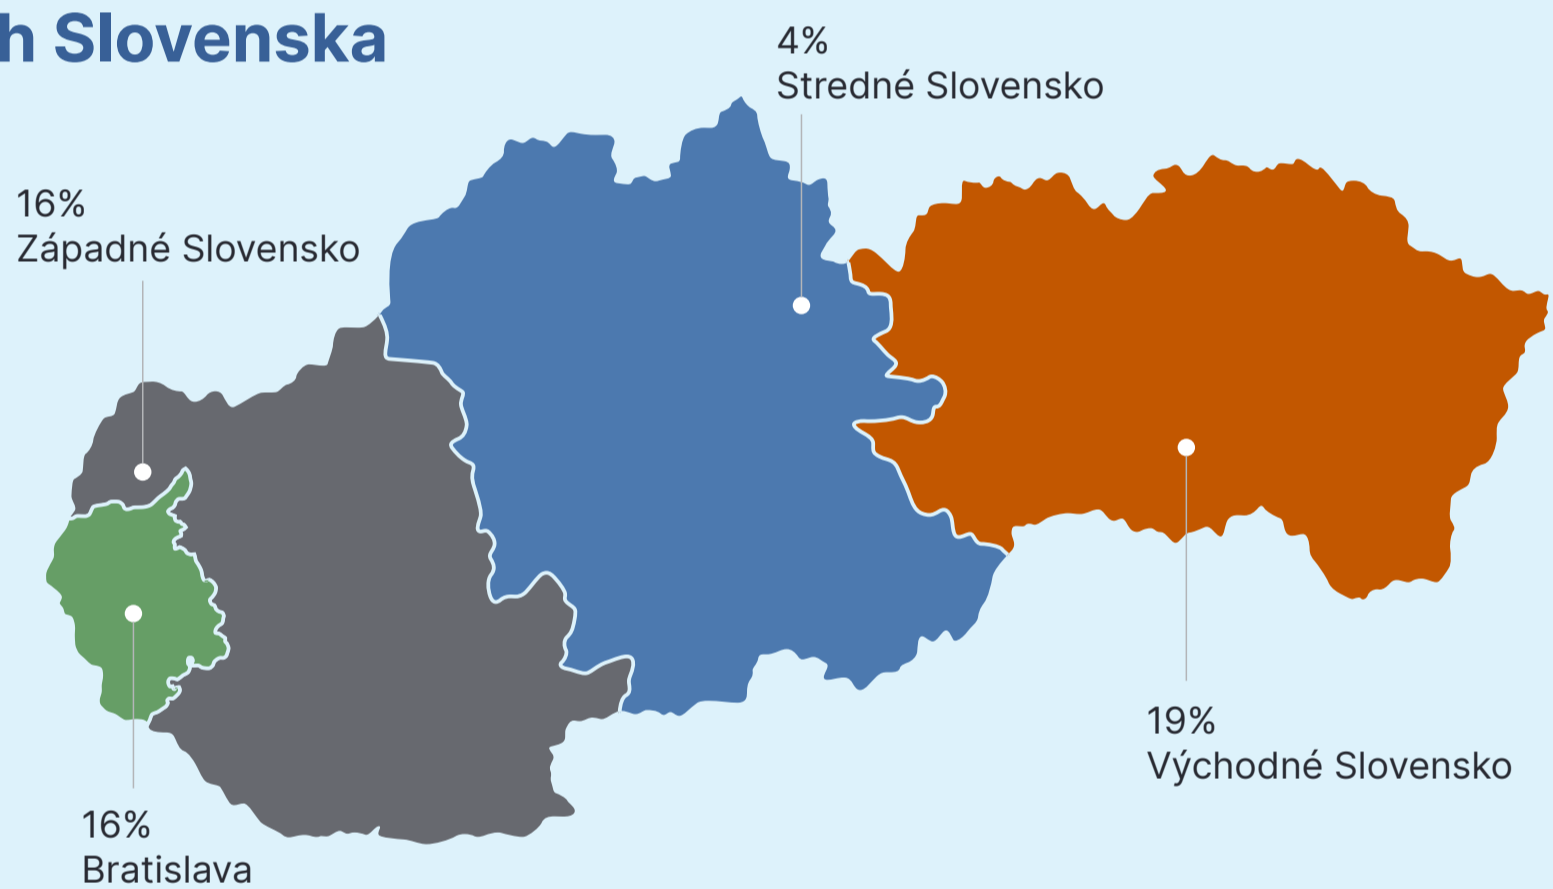 h Slovenska
4%
Stredné Slovensko
16%
Západné Slovensko
19%
Východné Slovensko
16%
Bratislava